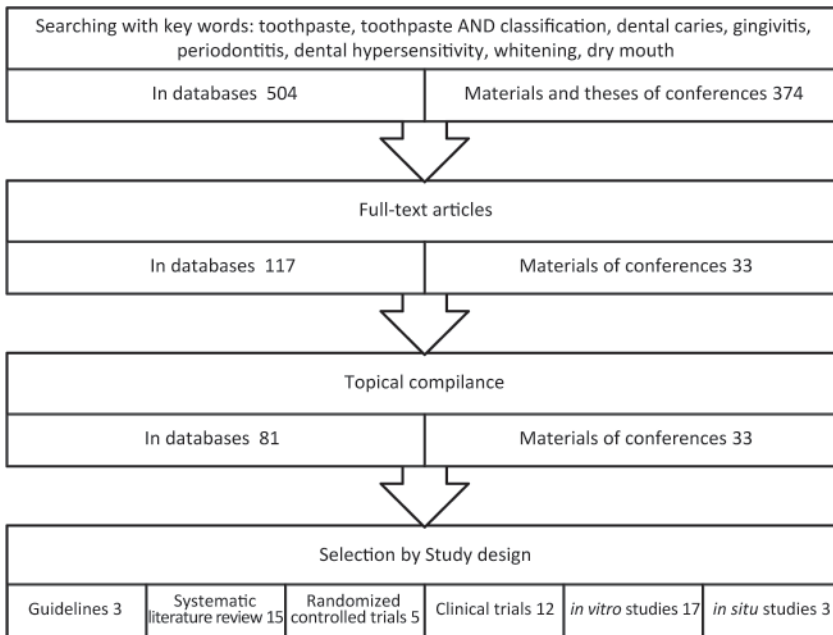 Searching with key words: toothpaste, toothpaste AND classification, dental caries, gingivitis,
periodontitis, dental hypersensitivity, whitening, dry mouth
In databases 504
Materials and theses of conferences 374
Full-text articles
In databases 117
Materials of conferences 33
Topical compilance
In databases 81
Materials of conferences 33
Selection by Study design
Guidelines 3
Systematic
literature review 15
Randomized
controlled trials 5
Clinical trials 12
in vitro studies 17
in situ studies 3